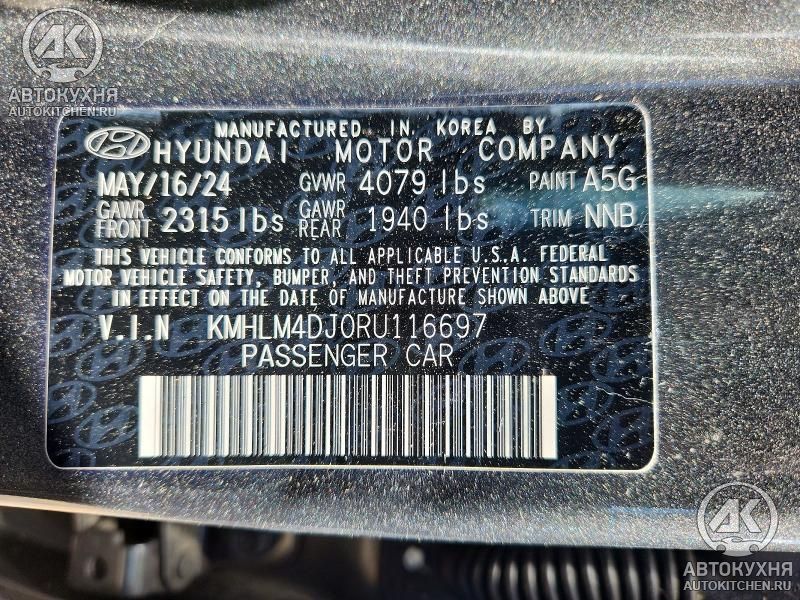 АК
АВТОКУХНЯ
AUTOKITCHEN.RU
MANUFACTURED IN KOREA BY
HYUNDAI MOTOR COMPANY
MAY/16/24 GVWR 4079 lbs PAINT A5G
GAWR FRONT 2315 lbs GAWR REAR 1940 lbs TRIM NNB
THIS VEHICLE CONFORMS TO ALL APPLICABLE U.S.A. FEDERAL
MOTOR VEHICLE SAFETY, BUMPER, AND THEFT PREVENTION STANDARDS
IN EFFECT ON THE DATE OF MANUFACTURE SHOWN ABOVE
V.I.N KMHLM4DJ0RU116697
PASSENGER CAR
АК
АВТОКУХНЯ
AUTOKITCHEN.RU